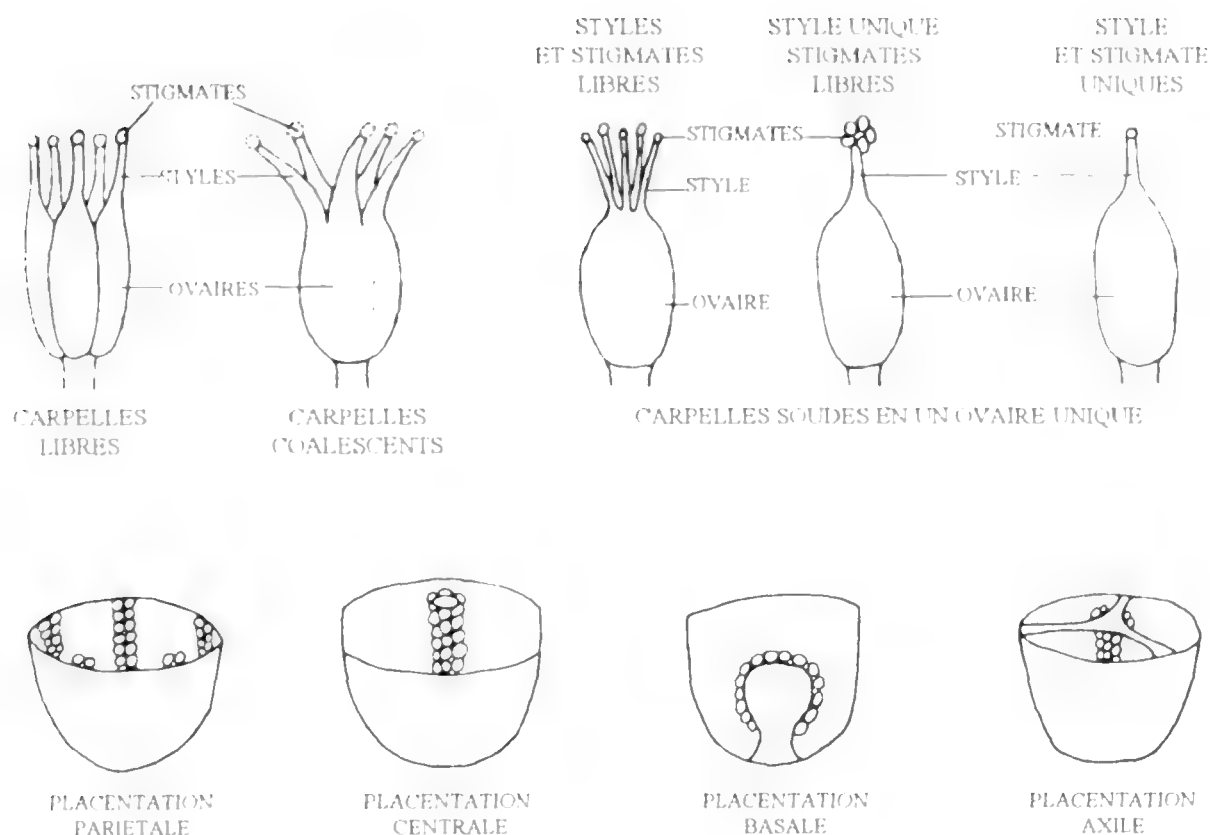 STYLES
ET STIGMATES
LIBRES
STYLE UNIQUE
STIGMATES
LIBRES
STYLE
ET STIGMATE
UNIQUES
STIGMATES
STIGMATES
STIGMATE
STYLES
STYLE
STYLE
OVAIRES
OVAIRE
OVAIRE
CARPELLES
LIBRES
CARPELLES
COALESCENTS
CARPELLES SOUDES EN UN OVAIRE UNIQUE
PLACENTATION
PARIETALE
PLACENTATION
CENTRALE
PLACENTATION
BASALE
PLACENTATION
AXILE